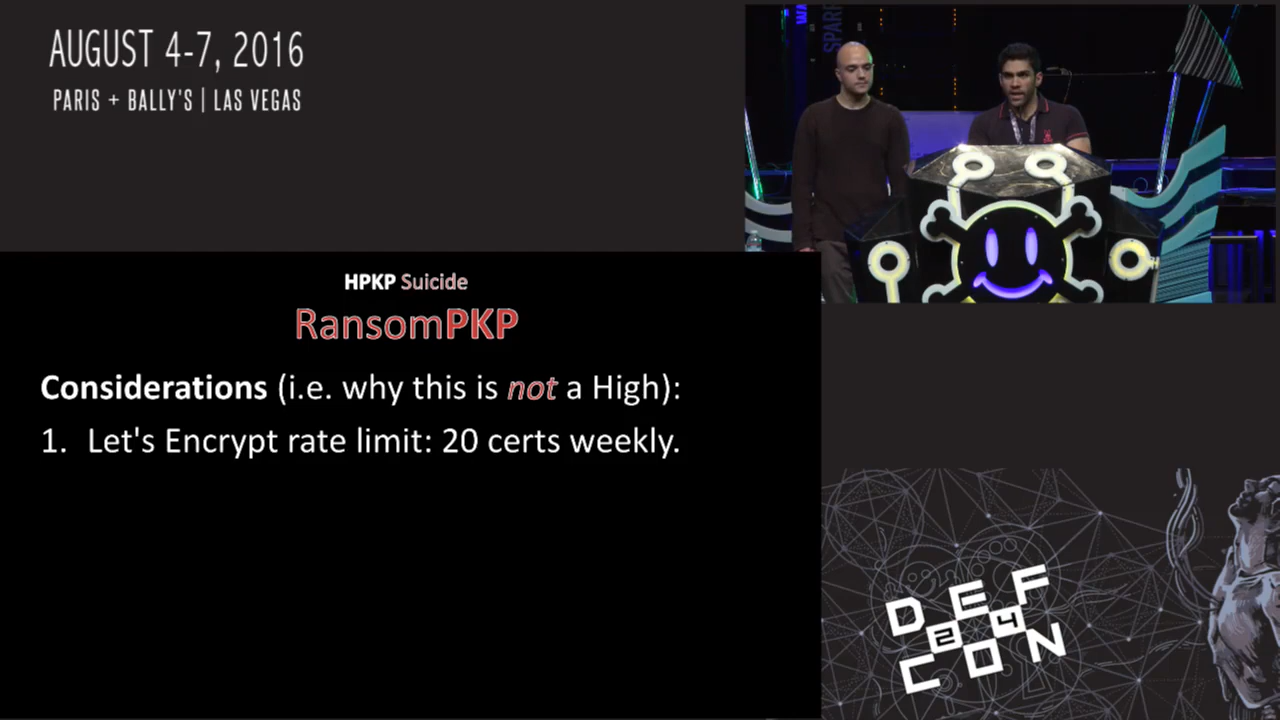 AUGUST 4-7, 2016
PARIS + BALLY'S | LAS VEGAS
HPKP Suicide
RansomPKP
Considerations (i.e. why this is not a High):
1. Let's Encrypt rate limit: 20 certs weekly.
DEF
24
CON